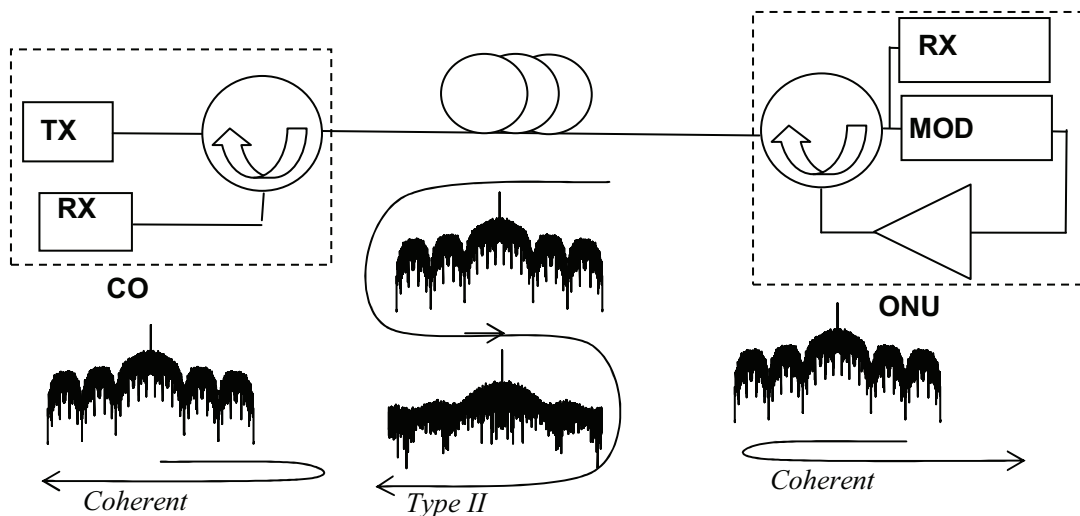 TX
RX
CO
RX
MOD
ONU
Coherent
Type II
Coherent